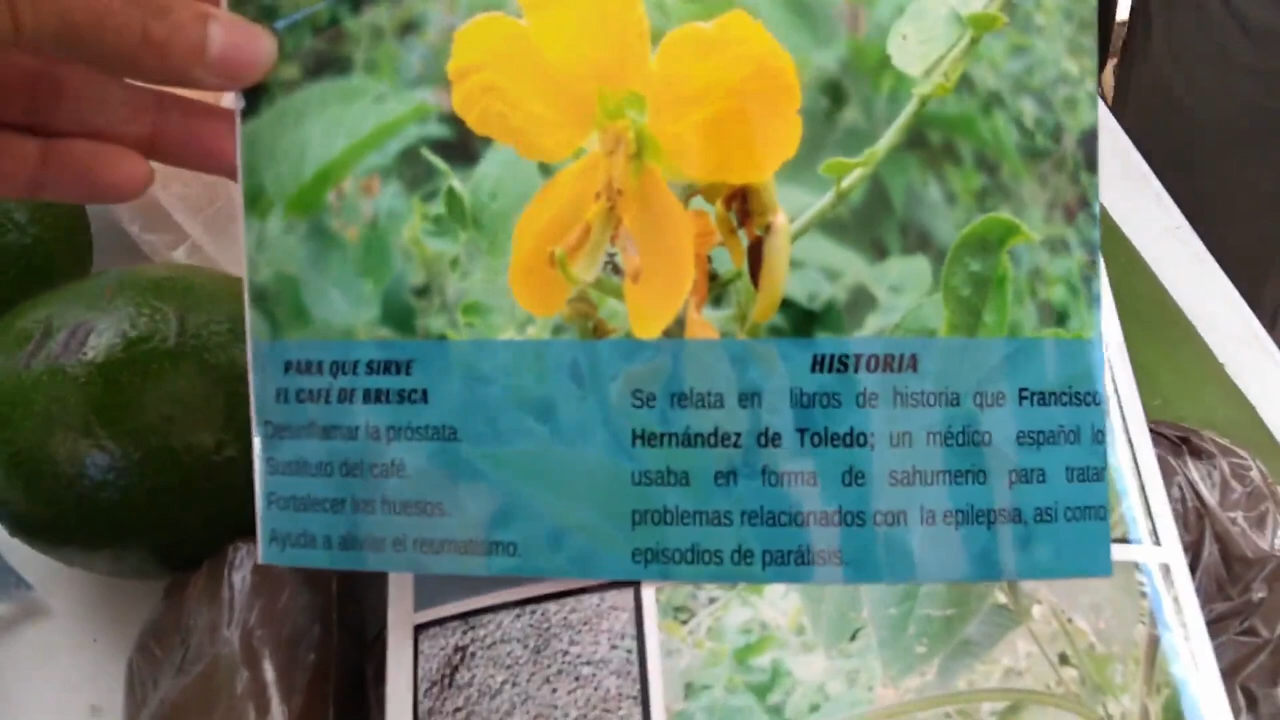 PARA QUE SIRVE
EL CAFÉ DE BRUSCA
Desinflamar la próstata.
Sustituto del café.
Fortalecer los huesos.
Ayuda a aliviar el reumatismo.
HISTORIA
Se relata en libros de historia que Francisco
Hernández de Toledo; un médico español lo
usaba en forma de sahumerio para tratar
problemas relacionados con la epilepsia, asi como
episodios de parálisis.